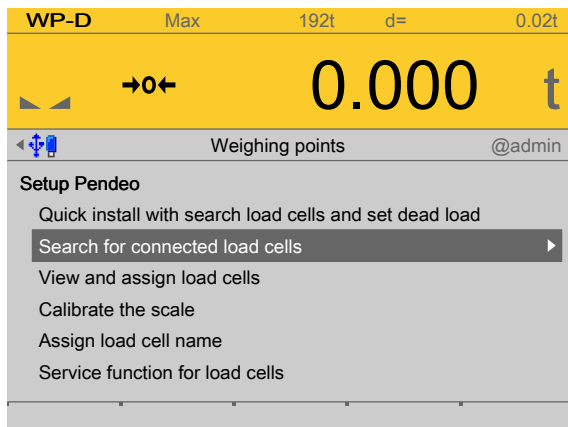 WP-D Max 192t d= 0.02t
→0← 0.000 t
Weighing points @admin
Setup Pendeo
Quick install with search load cells and set dead load
Search for connected load cells
View and assign load cells
Calibrate the scale
Assign load cell name
Service function for load cells